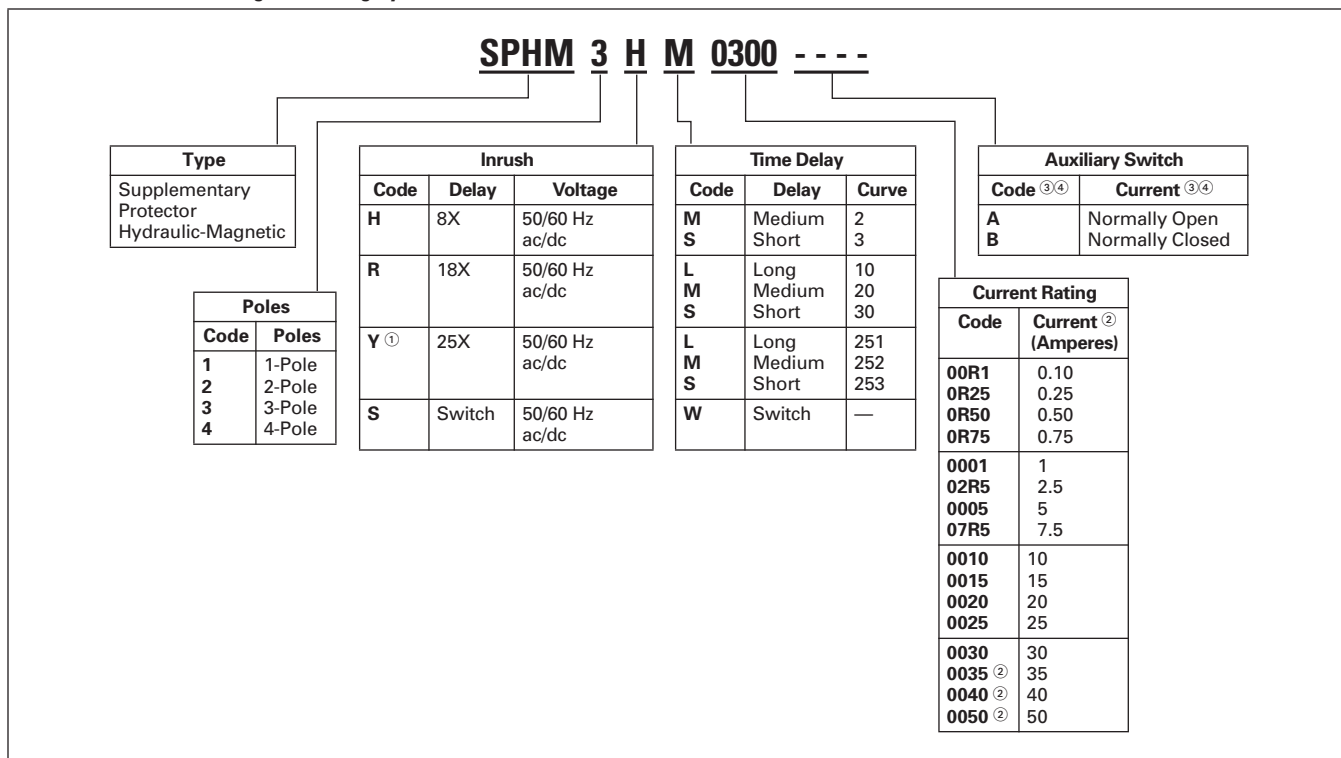 SPHM 3 H M 0300 - - - -
Type
Supplementary
Protector
Hydraulic-Magnetic
Poles
Code Poles
1 1-Pole
2 2-Pole
3 3-Pole
4 4-Pole
Inrush
Code Delay Voltage
H 8X 50/60 Hz
ac/dc
R 18X 50/60 Hz
ac/dc
Y ① 25X 50/60 Hz
ac/dc
S Switch 50/60 Hz
ac/dc
Time Delay
Code Delay Curve
M Medium 2
S Short 3
L Long 10
M Medium 20
S Short 30
L Long 251
M Medium 252
S Short 253
W Switch —
Auxiliary Switch
Code ③④ Current ③④
A Normally Open
B Normally Closed
Current Rating
Code Current ②
(Amperes)
00R1 0.10
0R25 0.25
0R50 0.50
0R75 0.75
0001 1
02R5 2.5
0005 5
07R5 7.5
0010 10
0015 15
0020 20
0025 25
0030 30
0035 ② 35
0040 ② 40
0050 ② 50